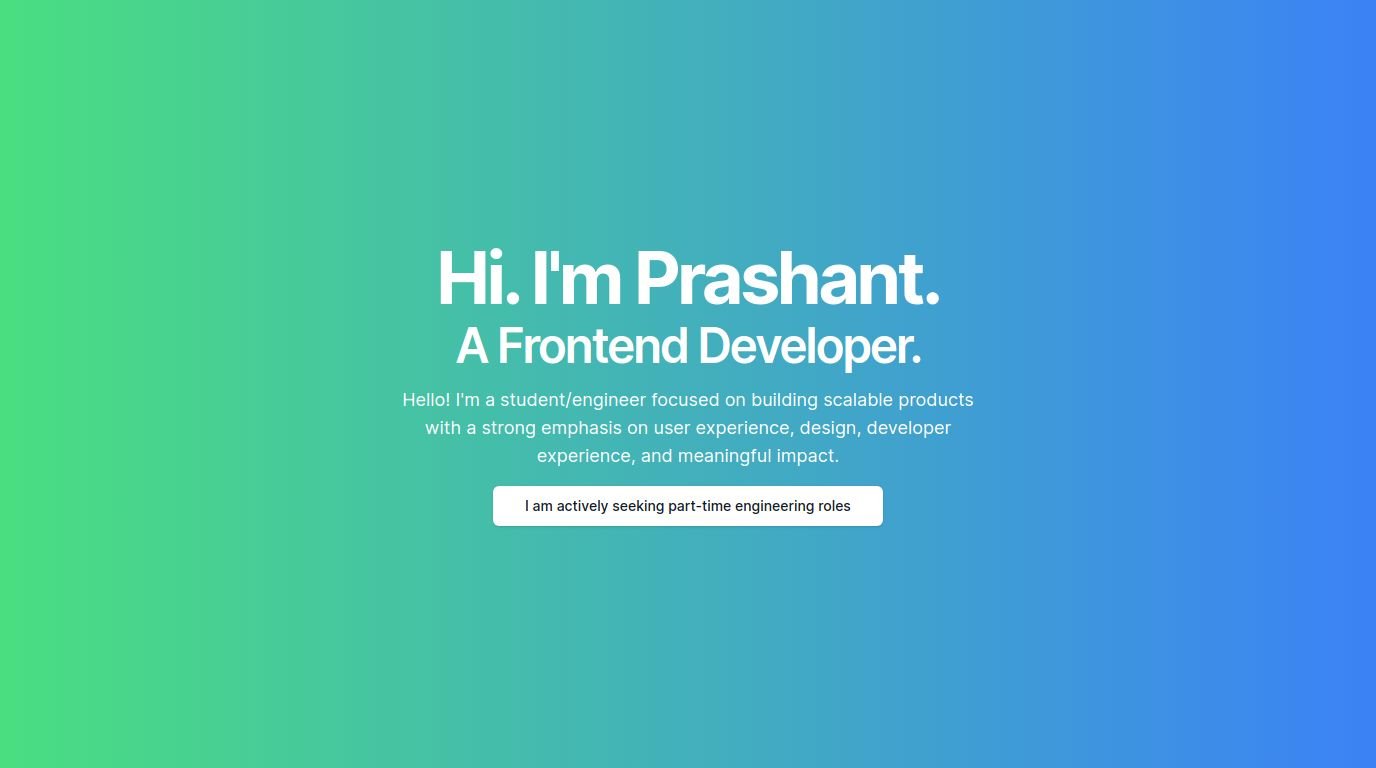 Hi. I'm Prashant.
A Frontend Developer.
Hello! I'm a student/engineer focused on building scalable products
with a strong emphasis on user experience, design, developer
experience, and meaningful impact.
I am actively seeking part-time engineering roles